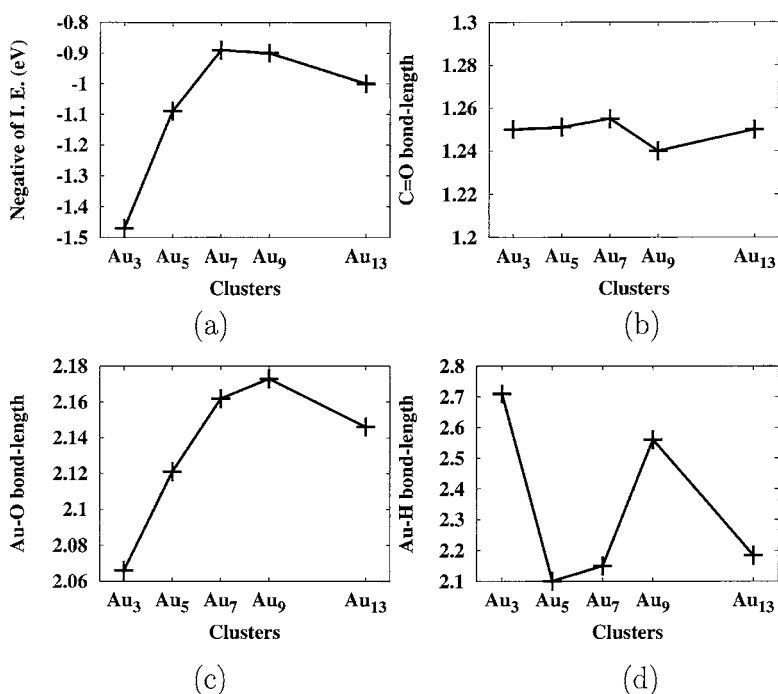 Negative of I. E. (eV)
-0.8
-0.9
-1
-1.1
-1.2
-1.3
-1.4
-1.5
Au3 Au5 Au7 Au9 Au13
Clusters
(a)
C=O bond-length
1.3
1.28
1.26
1.24
1.22
1.2
Au3 Au5 Au7 Au9 Au13
Clusters
(b)
Au-O bond-length
2.18
2.16
2.14
2.12
2.1
2.08
2.06
Au3 Au5 Au7 Au9 Au13
Clusters
(c)
Au-H bond-length
2.8
2.7
2.6
2.5
2.4
2.3
2.2
2.1
Au3 Au5 Au7 Au9 Au13
Clusters
(d)